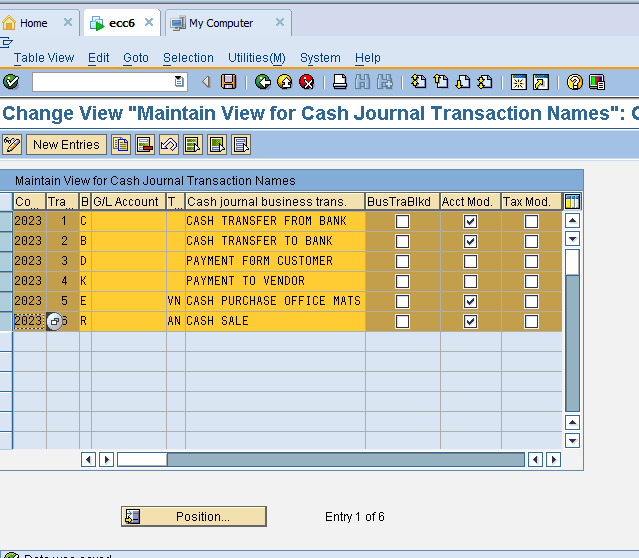 Home ecc6 My Computer
Table View Edit Goto Selection Utilities(M) System Help
Change View "Maintain View for Cash Journal Transaction Names":
New Entries
Maintain View for Cash Journal Transaction Names
Co... Tra... B G/L Account T... Cash journal business trans. BusTraBlkd Acct Mod. Tax Mod.
2023 1 C CASH TRANSFER FROM BANK
2023 2 B CASH TRANSFER TO BANK
2023 3 D PAYMENT FORM CUSTOMER
2023 4 K PAYMENT TO VENDOR
2023 5 E VN CASH PURCHASE OFFICE MATS
2023 6 R AN CASH SALE
Position...
Entry 1 of 6
Data was saved